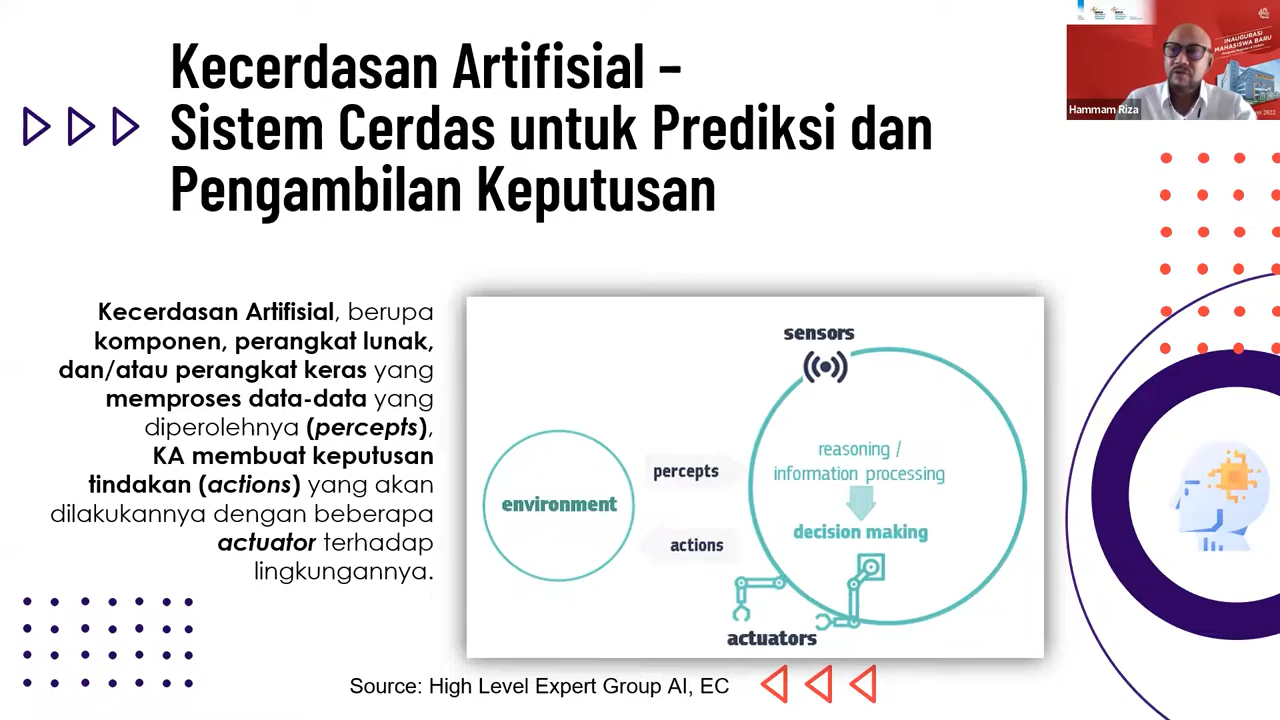 Kecerdasan Artifisial –
Sistem Cerdas untuk Prediksi dan
Pengambilan Keputusan
INAUGURASI
MAHASISWA BARU
Hammam Riza
2022
Kecerdasan Artifisial, berupa
komponen, perangkat lunak,
dan/atau perangkat keras yang
memproses data-data yang
diperolehnya (percepts),
KA membuat keputusan
tindakan (actions) yang akan
dilakukannya dengan beberapa
actuator terhadap
lingkungannya.
sensors
reasoning /
information processing
percepts
environment
decision making
actions
actuators
Source: High Level Expert Group AI, EC